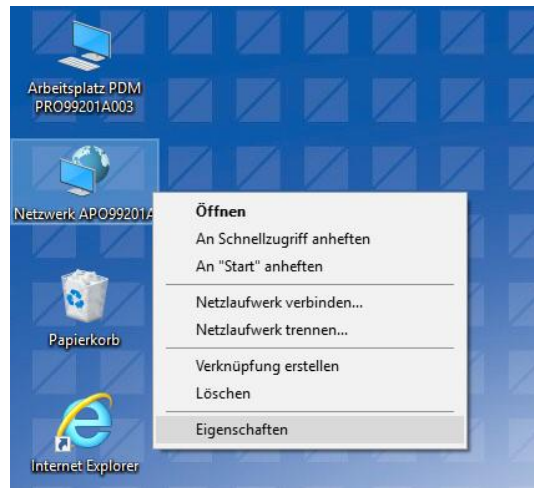 Arbeitsplatz PDM
PRO99201A003
Netzwerk APO99201A
Öffnen
An Schnellzugriff anheften
An "Start" anheften
Netzlaufwerk verbinden...
Netzlaufwerk trennen...
Verknüpfung erstellen
Löschen
Eigenschaften
Papierkorb
Internet Explorer